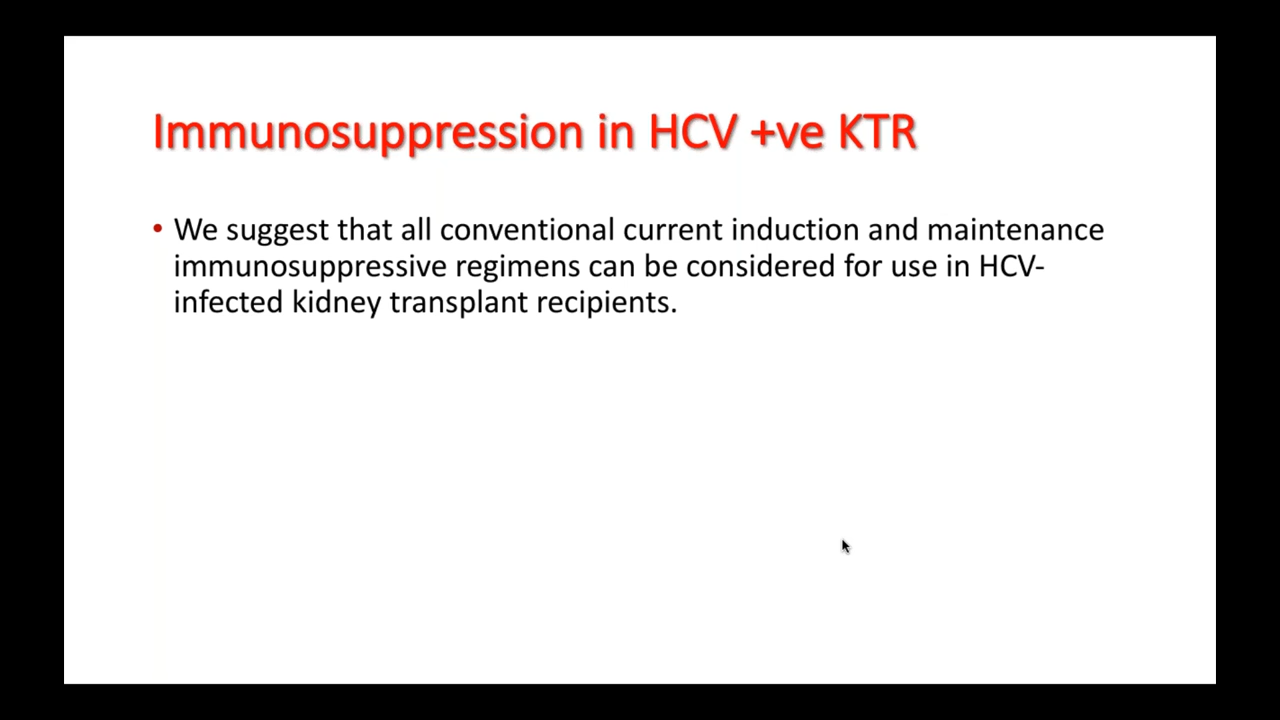 Immunosuppression in HCV +ve KTR
• We suggest that all conventional current induction and maintenance
immunosuppressive regimens can be considered for use in HCV-
infected kidney transplant recipients.